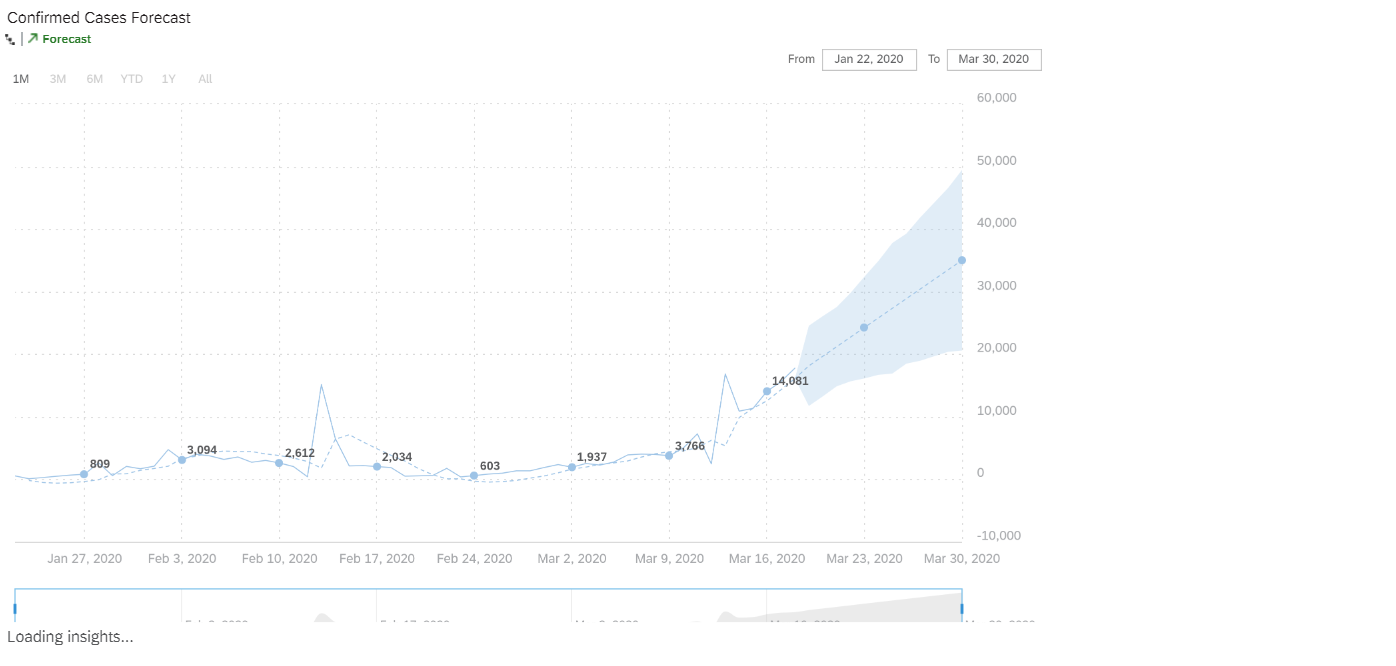 Confirmed Cases Forecast
Forecast
From Jan 22, 2020 To Mar 30, 2020
1M 3M 6M YTD 1Y All
60,000
50,000
40,000
30,000
20,000
14,081
10,000
3,766
3,094
2,612
2,034
1,937
809
603
0
-10,000
Jan 27, 2020 Feb 3, 2020 Feb 10, 2020 Feb 17, 2020 Feb 24, 2020 Mar 2, 2020 Mar 9, 2020 Mar 16, 2020 Mar 23, 2020 Mar 30, 2020
Loading insights...